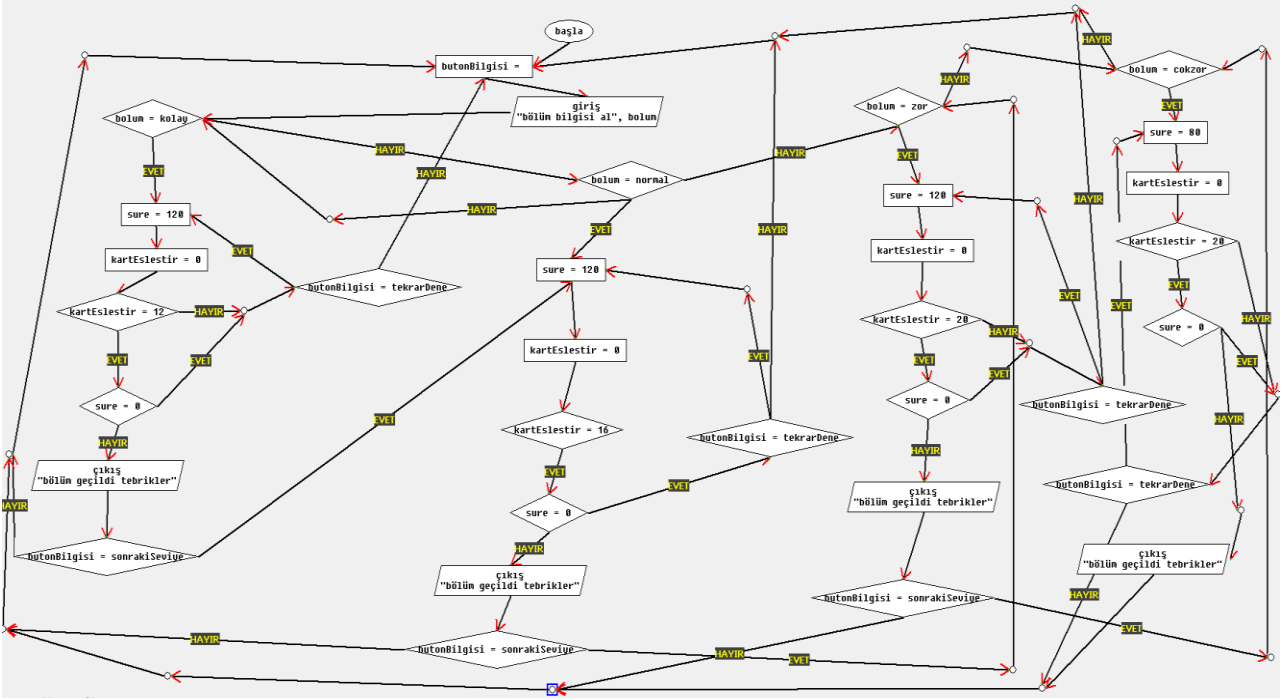 başla
butonBilgisi =
giriş
"bölüm bilgisi al", bolum
bolum = kolay
HAYIR
HAYIR
EVET
bolum = normal
HAYIR
HAYIR
sure = 120
EVET
kartEslestir = 0
EVET
butonBilgisi = tekrarDene
kartEslestir = 12
HAYIR
EVET
EVET
sure = 0
HAYIR
çıkış
"bölüm geçildi tebrikler"
HAYIR
butonBilgisi = sonrakiSeviye
EVET
sure = 120
HAYIR
kartEslestir = 0
EVET
kartEslestir = 16
butonBilgisi = tekrarDene
EVET
EVET
sure = 0
HAYIR
çıkış
"bölüm geçildi tebrikler"
HAYIR
butonBilgisi = sonrakiSeviye
EVET
HAYIR
bolum = zor
HAYIR
EVET
sure = 120
kartEslestir = 0
kartEslestir = 20
HAYIR
EVET
EVET
sure = 0
EVET
HAYIR
butonBilgisi = tekrarDene
HAYIR
çıkış
"bölüm geçildi tebrikler"
butonBilgisi = sonrakiSeviye
EVET
HAYIR
bolum = cokzor
EVET
sure = 80
kartEslestir = 0
kartEslestir = 20
EVET
EVET
HAYIR
sure = 0
EVET
HAYIR
butonBilgisi = tekrarDene
çıkış
"bölüm geçildi tebrikler"
HAYIR